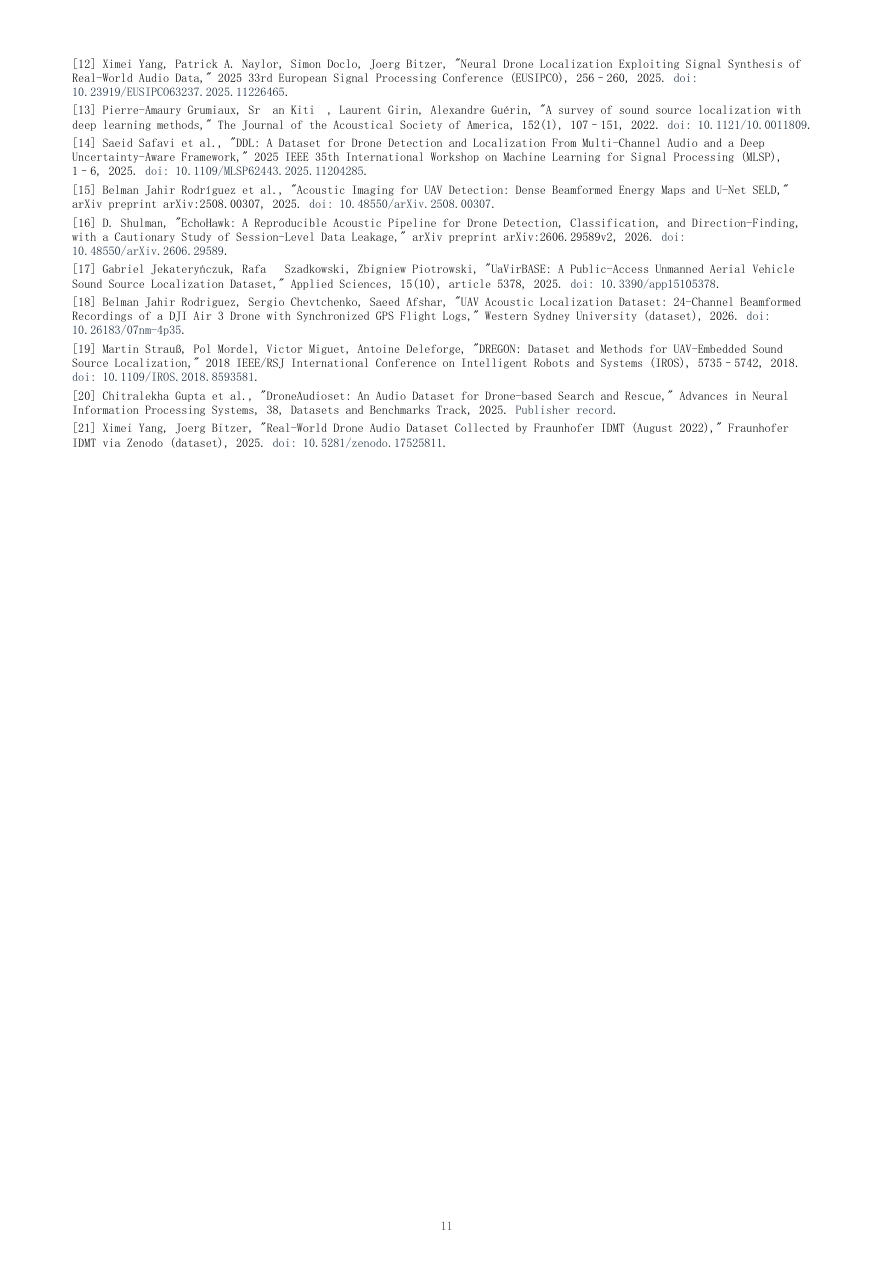 [12] Ximei Yang, Patrick A. Naylor, Simon Doclo, Joerg Bitzer, "Neural Drone Localization Exploiting Signal Synthesis of
Real-World Audio Data," 2025 33rd European Signal Processing Conference (EUSIPCO), 256–260, 2025. doi:
10.23919/EUSIPCO63237.2025.11226465.
[13] Pierre-Amaury Grumiaux, Sr an Kiti , Laurent Girin, Alexandre Guérin, "A survey of sound source localization with
deep learning methods," The Journal of the Acoustical Society of America, 152(1), 107–151, 2022. doi: 10.1121/10.0011809.
[14] Saeid Safavi et al., "DDL: A Dataset for Drone Detection and Localization From Multi-Channel Audio and a Deep
Uncertainty-Aware Framework," 2025 IEEE 35th International Workshop on Machine Learning for Signal Processing (MLSP),
1–6, 2025. doi: 10.1109/MLSP62443.2025.11204285.
[15] Belman Jahir Rodríguez et al., "Acoustic Imaging for UAV Detection: Dense Beamformed Energy Maps and U-Net SELD,"
arXiv preprint arXiv:2508.00307, 2025. doi: 10.48550/arXiv.2508.00307.
[16] D. Shulman, "EchoHawk: A Reproducible Acoustic Pipeline for Drone Detection, Classification, and Direction-Finding,
with a Cautionary Study of Session-Level Data Leakage," arXiv preprint arXiv:2606.29589v2, 2026. doi:
10.48550/arXiv.2606.29589.
[17] Gabriel Jekateryńczuk, Rafa Szadkowski, Zbigniew Piotrowski, "UaVirBASE: A Public-Access Unmanned Aerial Vehicle
Sound Source Localization Dataset," Applied Sciences, 15(10), article 5378, 2025. doi: 10.3390/app15105378.
[18] Belman Jahir Rodriguez, Sergio Chevtchenko, Saeed Afshar, "UAV Acoustic Localization Dataset: 24-Channel Beamformed
Recordings of a DJI Air 3 Drone with Synchronized GPS Flight Logs," Western Sydney University (dataset), 2026. doi:
10.26183/07nm-4p35.
[19] Martin Strauß, Pol Mordel, Victor Miguet, Antoine Deleforge, "DREGON: Dataset and Methods for UAV-Embedded Sound
Source Localization," 2018 IEEE/RSJ International Conference on Intelligent Robots and Systems (IROS), 5735–5742, 2018.
doi: 10.1109/IROS.2018.8593581.
[20] Chitralekha Gupta et al., "DroneAudioset: An Audio Dataset for Drone-based Search and Rescue," Advances in Neural
Information Processing Systems, 38, Datasets and Benchmarks Track, 2025. Publisher record.
[21] Ximei Yang, Joerg Bitzer, "Real-World Drone Audio Dataset Collected by Fraunhofer IDMT (August 2022)," Fraunhofer
IDMT via Zenodo (dataset), 2025. doi: 10.5281/zenodo.17525811.
11